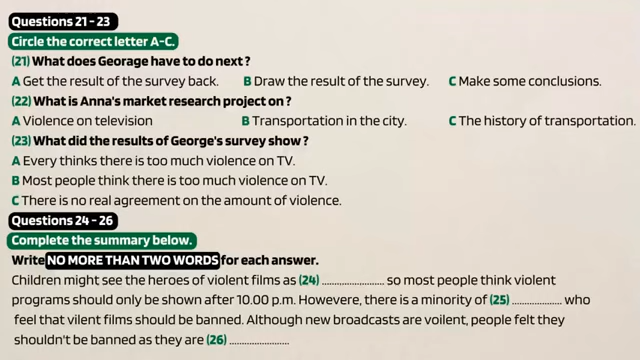 Questions 21 - 23
Circle the correct letter A-C.
(21) What does Georage have to do next ?
A Get the result of the survey back. B Draw the result of the survey. C Make some conclusions.
(22) What is Anna's market research project on ?
A Violence on television B Transportation in the city. C The history of transportation.
(23) What did the results of George's survey show ?
A Every thinks there is too much violence on TV.
B Most people think there is too much violence on TV.
C There is no real agreement on the amount of violence.
Questions 24 - 26
Complete the summary below.
Write NO MORE THAN TWO WORDS for each answer.
Children might see the heroes of violent films as (24) ........................ so most people think violent
programs should only be shown after 10.00 p.m. Howevere, there is a minority of (25) ................... who
feel that vilent films should be banned. Although new broadcasts are voilent, people felt they
shouldn't be banned as they are (26) .......................